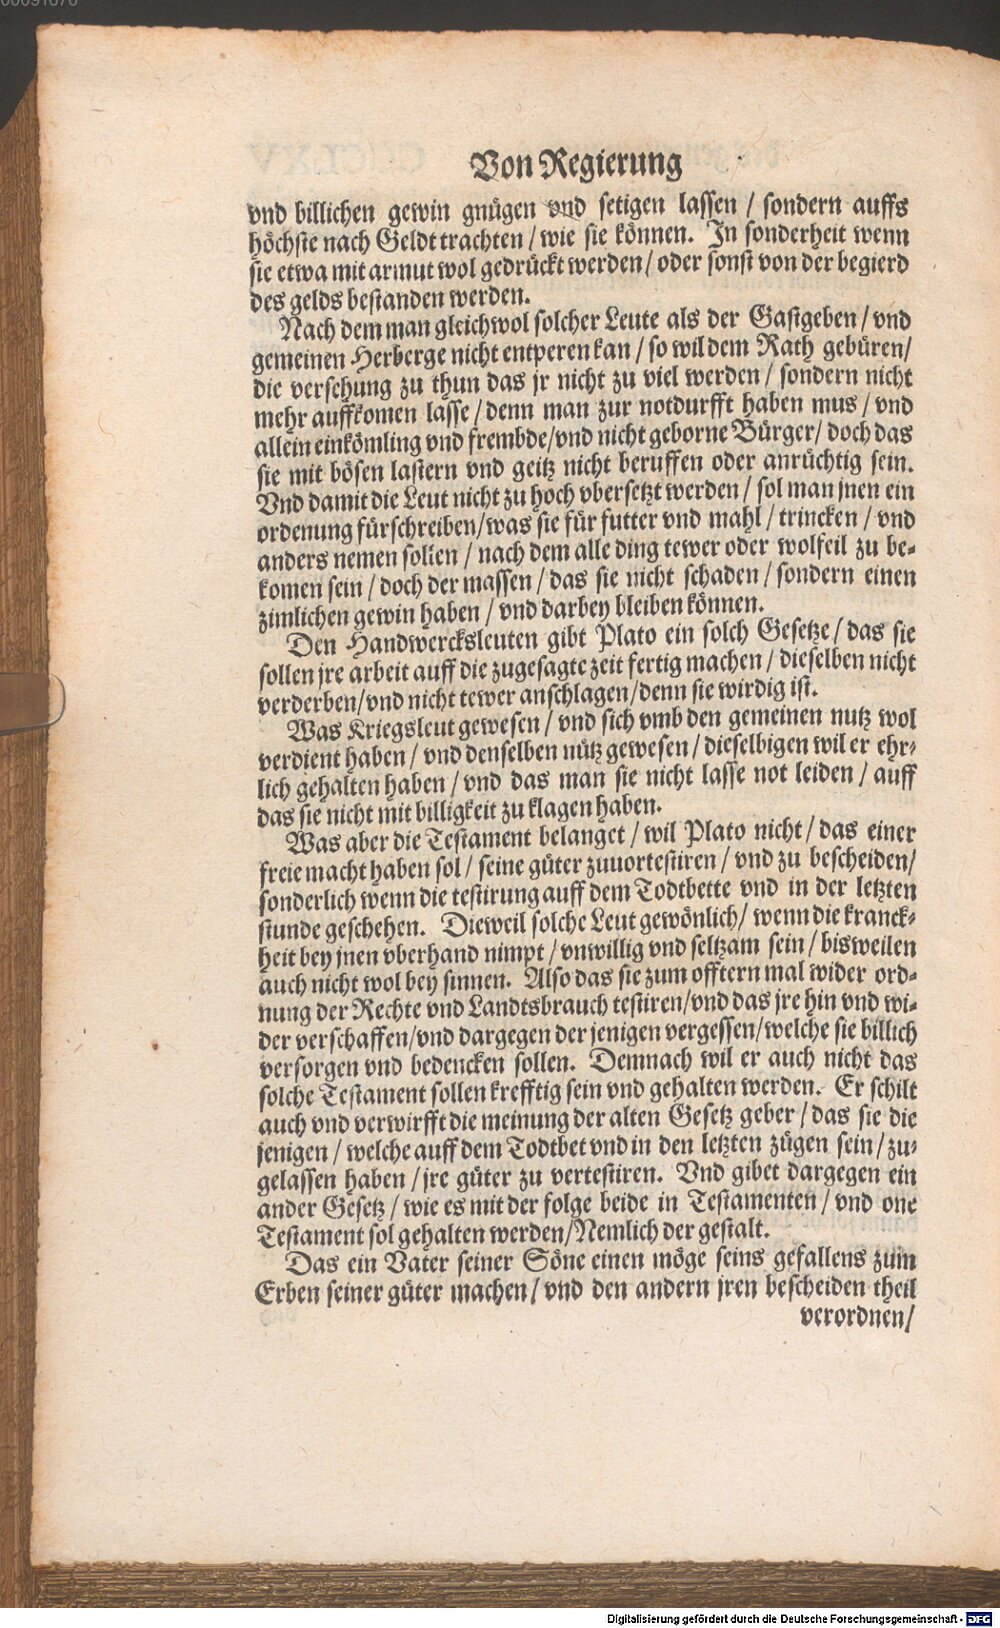 Von Regierung
vnd billichen gewin gnügen vnd setigen lassen / sondern auffs
höchste nach Geldt trachten / wie sie können. In sonderheit wenn
sie etwa mit armut wol gedrückt werden / oder sonst von der begierd
des gelds bestanden werden.
Nach dem man gleichwol solcher Leute als der Gastgeben / vnd
gemeinen Herberge nicht entperen kan / so wil dem Rath gebüren /
die versehung zu thun das jr nicht zu viel werden / sondern nicht
mehr auffkomen lasse / denn man zur notdurfft haben mus / vnd
allein einkömling vnd frembde / vnd nicht geborne Bürger / doch das
sie mit bösen lastern vnd geitz nicht beruffen oder anrüchtig sein.
Vnd damit die Leut nicht zu hoch vbersetzt werden / sol man jnen ein
ordenung fürschreiben / was sie für futter vnd mahl / trincken / vnd
anders nemen sollen / nach dem alle ding tewer oder wolfeil zu be-
komen sein / doch der massen / das sie nicht schaden / sondern einen
zimlichen gewin haben / vnd darbey bleiben können.
Den Handwercksleuten gibt Plato ein solch Gesetze / das sie
sollen jre arbeit auff die zugesagte zeit fertig machen / dieselben nicht
verderben / vnd nicht tewer anschlagen / denn sie wirdig ist.
Was Kriegsleut gewesen / vnd sich vmb den gemeinen nutz wol
verdient haben / vnd denselben nütz gewesen / dieselbigen wil er ehr-
lich gehalten haben / vnd das man sie nicht lasse not leiden / auff
das sie nicht mit billigkeit zu klagen haben.
Was aber die Testament belanget / wil Plato nicht / das einer
freie macht haben sol / seine güter zuuortestiren / vnd zu bescheiden /
sonderlich wenn die testirung auff dem Todtbette vnd in der letzten
stunde geschehen. Dieweil solche Leut gewönlich / wenn die kranck-
heit bey jnen vberhand nimpt / vnwillig vnd seltzam sein / bisweilen
auch nicht wol bey sinnen. Also das sie zum offtern mal wider ord-
nung der Rechte vnd Landtsbrauch testiren / vnd das jre hin vnd wi-
der verschaffen / vnd dargegen der jenigen vergessen / welche sie billich
versorgen vnd bedencken sollen. Demnach wil er auch nicht das
solche Testament sollen krefftig sein vnd gehalten werden. Er schilt
auch vnd verwirfft die meinung der alten Gesetz geber / das sie die
jenigen / welche auff dem Todtbet vnd in den letzten zügen sein / zu-
gelassen haben / jre güter zu vertestiren. Vnd gibet dargegen ein
ander Gesetz / wie es mit der folge beide in Testamenten / vnd one
Testament sol gehalten werden / Nemlich der gestalt.
Das ein Vater seiner Söne einen möge seins gefallens zum
Erben seiner güter machen / vnd den andern jren bescheiden theil
verordnen /
Digitalisierung gefördert durch die Deutsche Forschungsgemeinschaft - DFG